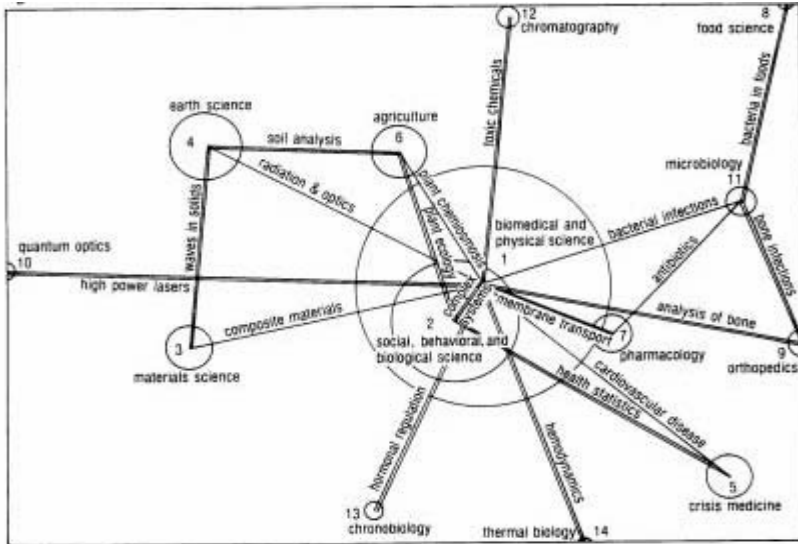 12
chromatography
8
food science
earth science
4
agriculture
6
soil analysis
toxic chemicals
bacteria in foods
radiation & optics
microbiology
11
plant chemiosmosis
plant ecology
waves in solids
biomedical and
physical science
1
bacterial infections
bone infections
antibiotics
quantum optics
10
high power lasers
complex
systems
membrane transport
analysis of bone
composite materials
2
social, behavioral, and
biological science
7
pharmacology
9
orthopedics
3
materials science
cardiovascular disease
health statistics
hormonal regulation
hemodynamics
5
crisis medicine
13
chronobiology
thermal biology
14